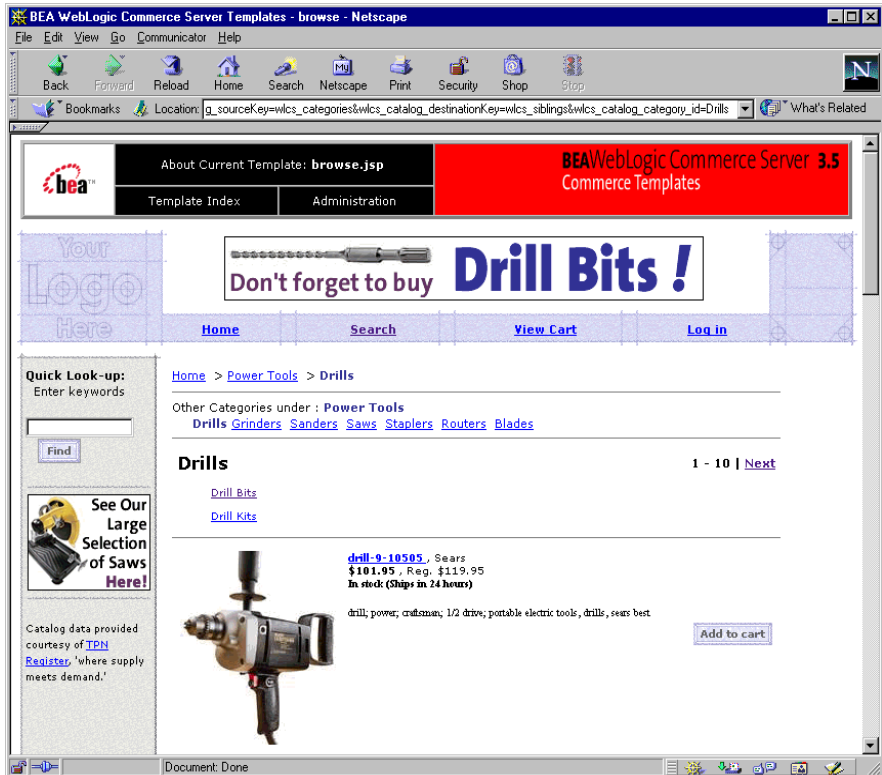 BEA WebLogic Commerce Server Templates - browse - Netscape
File Edit View Go Communicator Help
Back Forward Reload Home Search Netscape Print Security Shop Stop
My
N
Bookmarks Location: g_sourceKey=wlcs_categories&wlcs_catalog_destinationKey=wlcs_siblings&wlcs_catalog_category_id=Drills What's Related
bea™
About Current Template: browse.jsp
Template Index Administration
BEAWebLogic Commerce Server 3.5
Commerce Templates
Your
Logo
Here
Don't forget to buy Drill Bits !
Home Search View Cart Log in
Quick Look-up:
Enter keywords
Find
See Our
Large
Selection
of Saws
Here!
Catalog data provided
courtesy of TPN
Register, 'where supply
meets demand.'
Home > Power Tools > Drills
Other Categories under : Power Tools
Drills Grinders Sanders Saws Staplers Routers Blades
Drills 1 - 10 | Next
Drill Bits
Drill Kits
drill-9-10505 , Sears
$101.95 , Reg. $119.95
In stock (Ships in 24 hours)
drill; power; craftsman; 1/2 drive; portable electric tools, drills, sears best
Add to cart
Document: Done